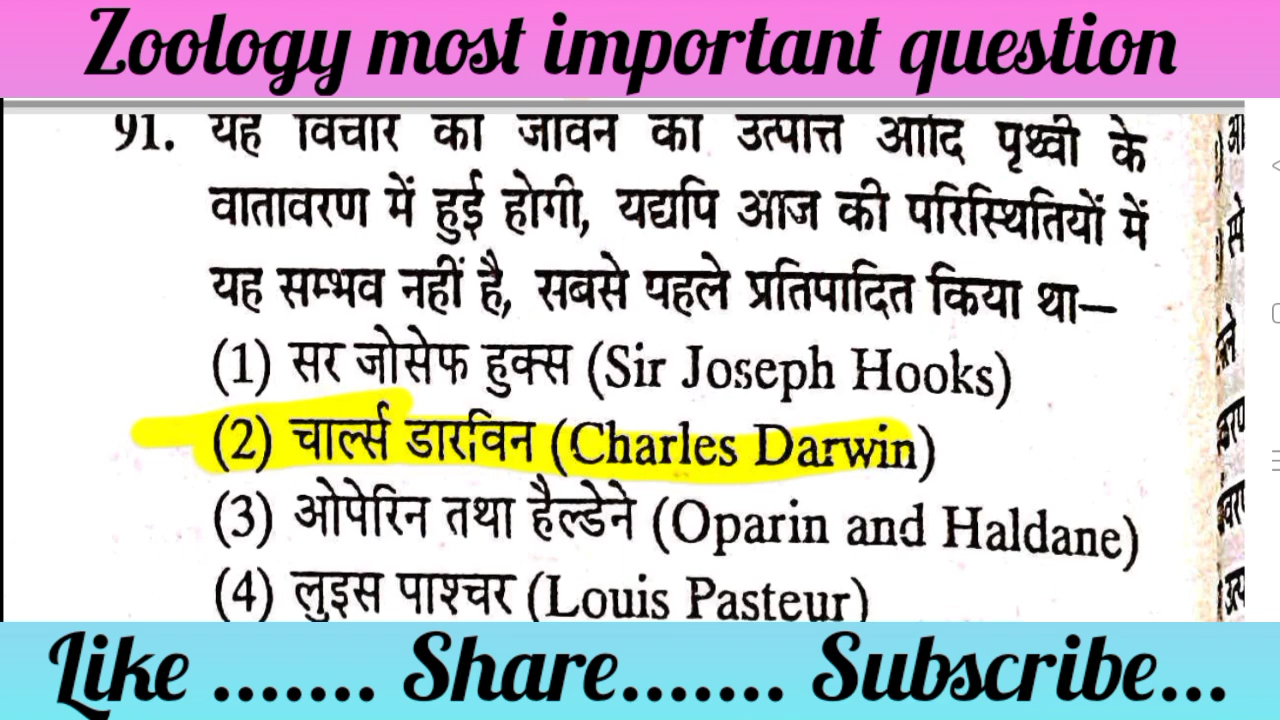 Zoology most important question
91. यह विचार की जीवन की उत्पत्ति आदि पृथ्वी के
वातावरण में हुई होगी, यद्यपि आज की परिस्थितियों में
यह सम्भव नहीं है, सबसे पहले प्रतिपादित किया था—
(1) सर जोसेफ हुक्स (Sir Joseph Hooks)
(2) चार्ल्स डारविन (Charles Darwin)
(3) ओपेरिन तथा हैल्डेने (Oparin and Haldane)
(4) लुइस पाश्चर (Louis Pasteur)
Like ....... Share....... Subscribe...